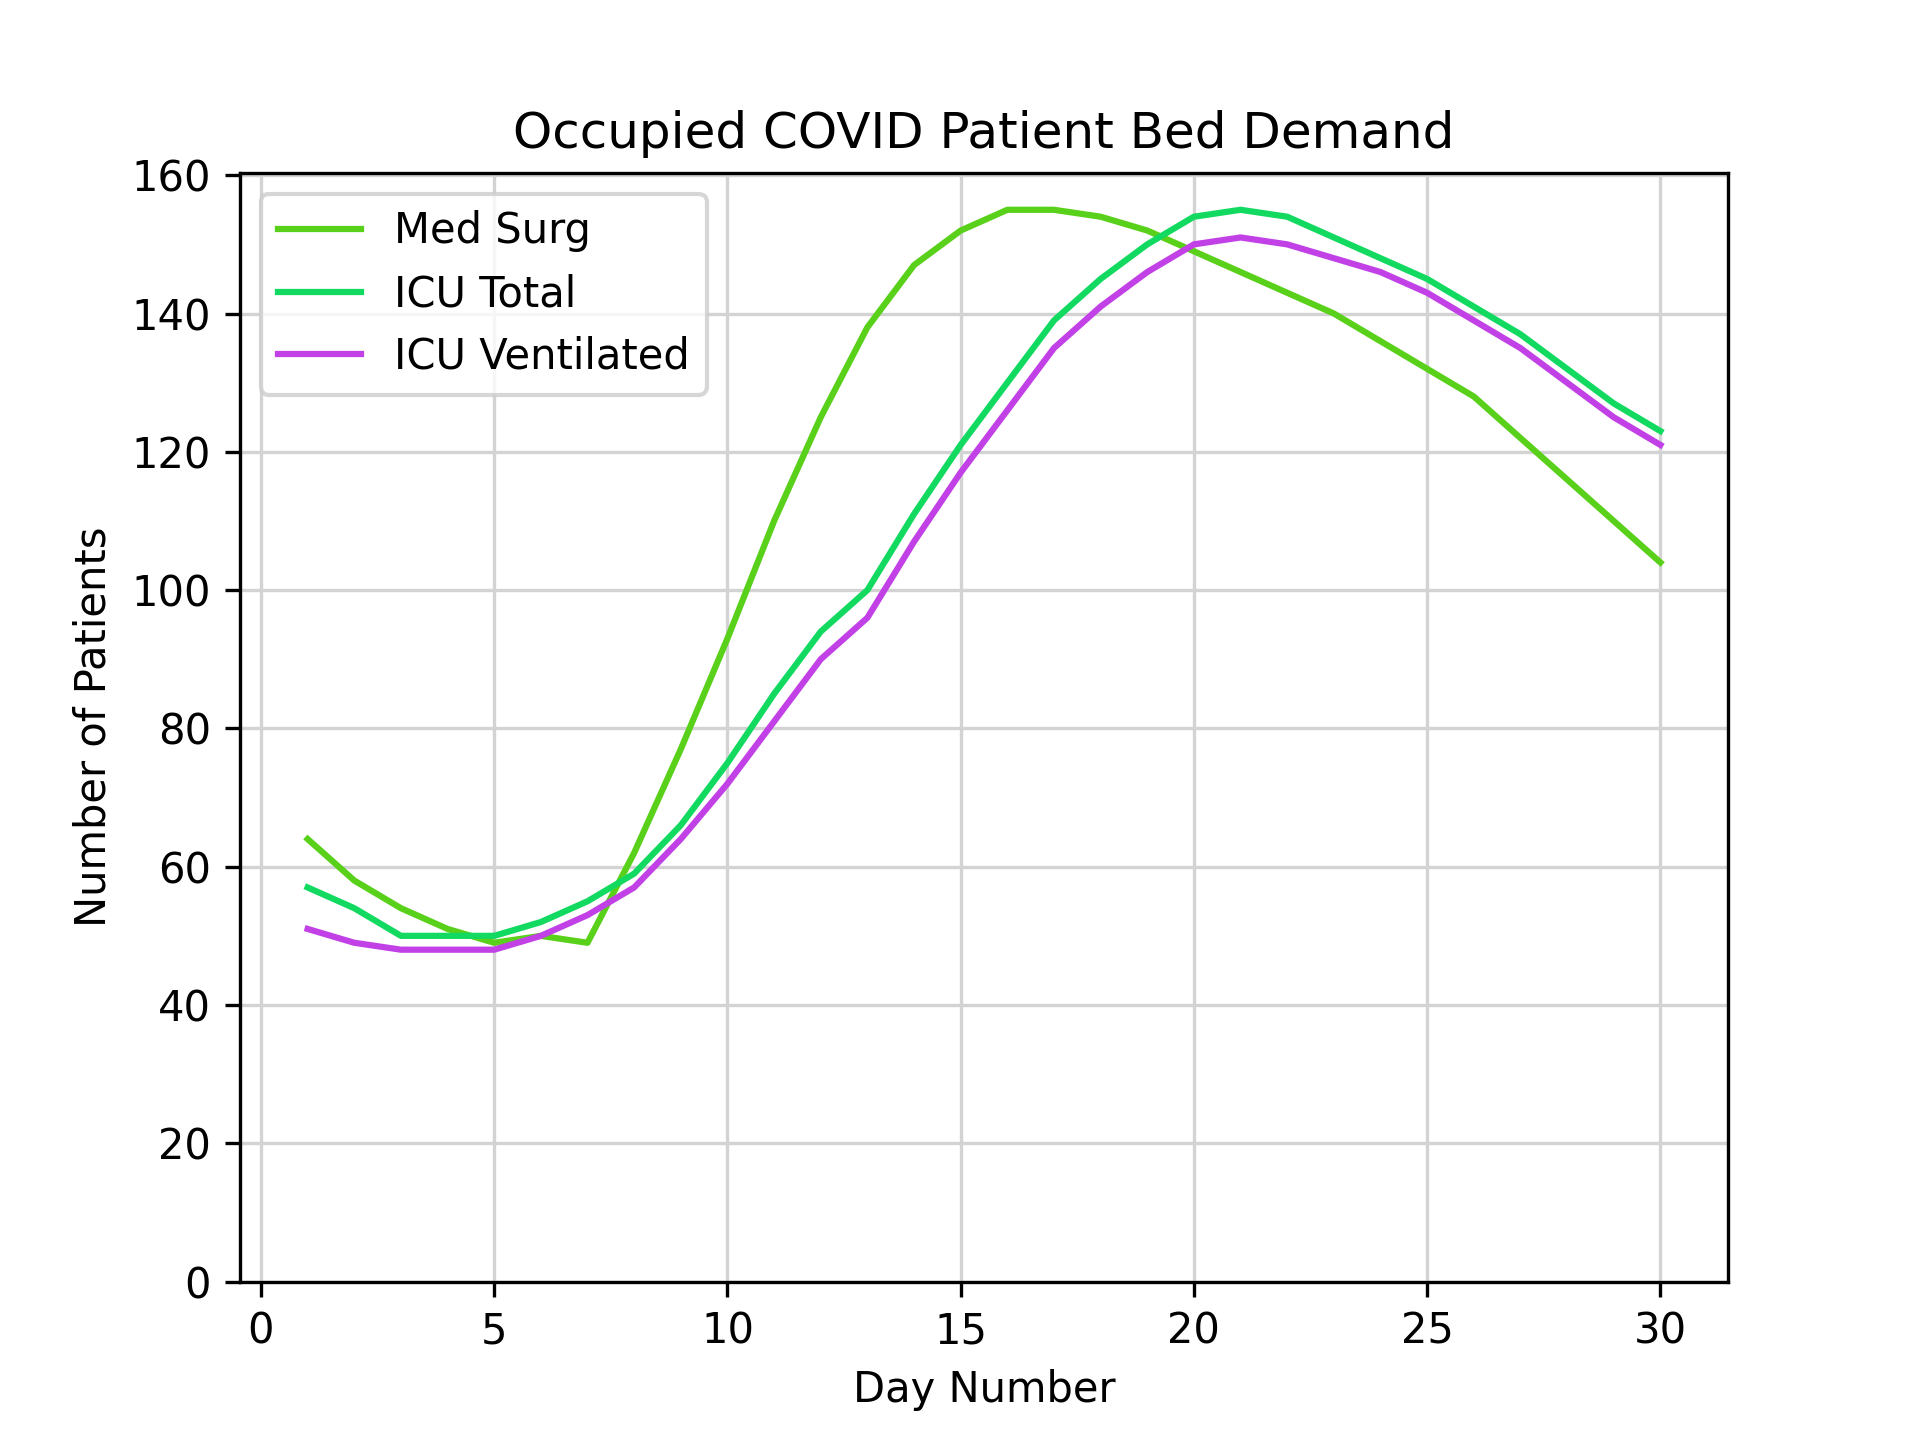 Occupied COVID Patient Bed Demand
160
140
120
100
80
60
40
20
0
Number of Patients
Med Surg
ICU Total
ICU Ventilated
0 5 10 15 20 25 30
Day Number